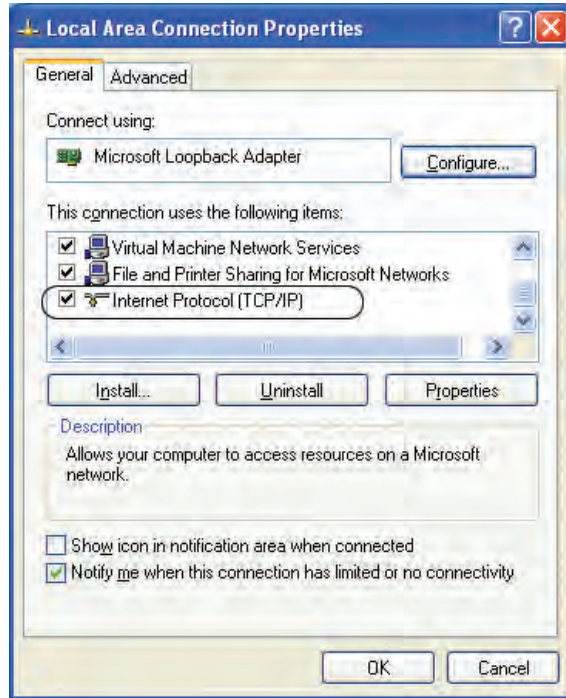 Local Area Connection Properties
General Advanced
Connect using:
Microsoft Loopback Adapter Configure...
This connection uses the following items:
Virtual Machine Network Services
File and Printer Sharing for Microsoft Networks
Internet Protocol (TCP/IP)
Install... Uninstall Properties
Description
Allows your computer to access resources on a Microsoft
network.
Show icon in notification area when connected
Notify me when this connection has limited or no connectivity
OK Cancel